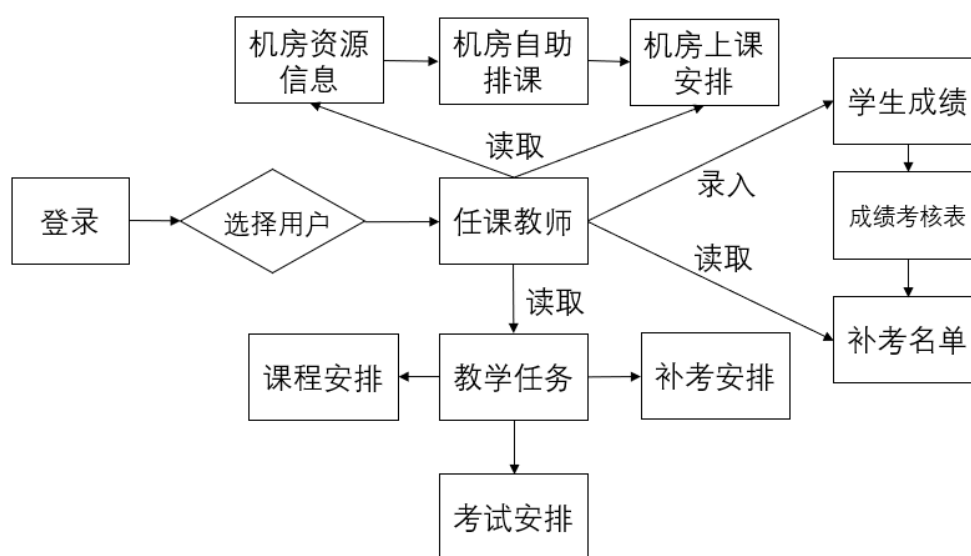 机房资源
信息
机房自助
排课
机房上课
安排
学生成绩
读取
录入
登录
选择用户
任课教师
成绩考核表
读取
读取
补考名单
课程安排
教学任务
补考安排
考试安排